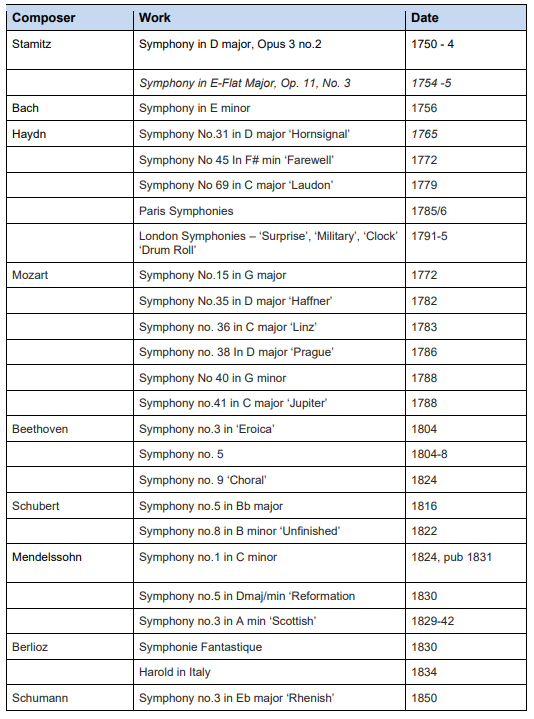 Composer Work Date
Stamitz Symphony in D major, Opus 3 no.2 1750 - 4
Symphony in E-Flat Major, Op. 11, No. 3 1754 -5
Bach Symphony in E minor 1756
Haydn Symphony No.31 in D major ‘Hornsignal’ 1765
Symphony No 45 In F# min ‘Farewell’ 1772
Symphony No 69 in C major ‘Laudon’ 1779
Paris Symphonies 1785/6
London Symphonies – ‘Surprise’, ‘Military’, ‘Clock’ 1791-5
‘Drum Roll’
Mozart Symphony No.15 in G major 1772
Symphony No.35 in D major ‘Haffner’ 1782
Symphony no. 36 in C major ‘Linz’ 1783
Symphony no. 38 In D major ‘Prague’ 1786
Symphony No 40 in G minor 1788
Symphony no.41 in C major ‘Jupiter’ 1788
Beethoven Symphony no.3 in ‘Eroica’ 1804
Symphony no. 5 1804-8
Symphony no. 9 ‘Choral’ 1824
Schubert Symphony no.5 in Bb major 1816
Symphony no.8 in B minor ‘Unfinished’ 1822
Mendelssohn Symphony no.1 in C minor 1824, pub 1831
Symphony no.5 in Dmaj/min ‘Reformation 1830
Symphony no.3 in A min ‘Scottish’ 1829-42
Berlioz Symphonie Fantastique 1830
Harold in Italy 1834
Schumann Symphony no.3 in Eb major ‘Rhenish’ 1850